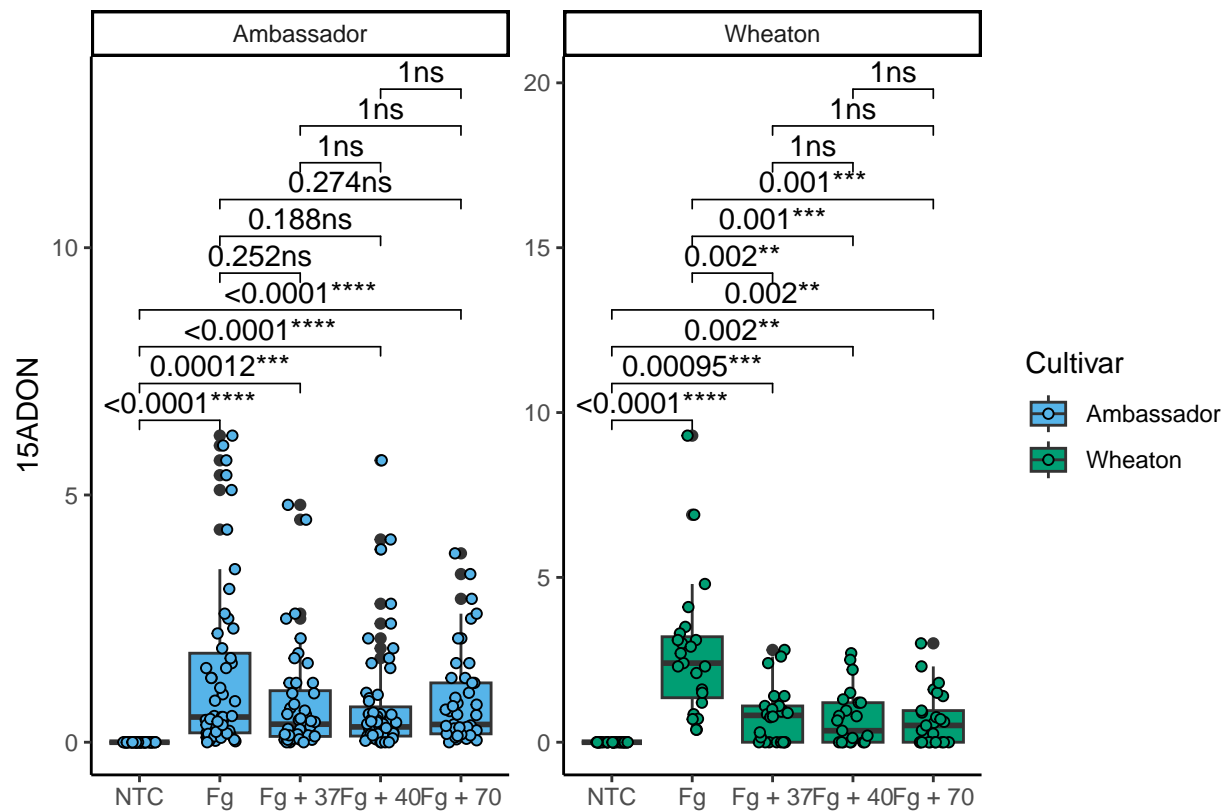 Ambassador
Wheaton
15ADON
10
5
0
1ns
1ns
1ns
0.274ns
0.188ns
0.252ns
<0.0001****
<0.0001****
0.00012***
<0.0001****
NTC
Fg
Fg + 37
Fg + 40
Fg + 70
20
15
10
5
0
1ns
1ns
1ns
0.001***
0.001***
0.002**
0.002**
0.002**
0.00095***
<0.0001****
NTC
Fg
Fg + 37
Fg + 40
Fg + 70
Cultivar
Ambassador
Wheaton